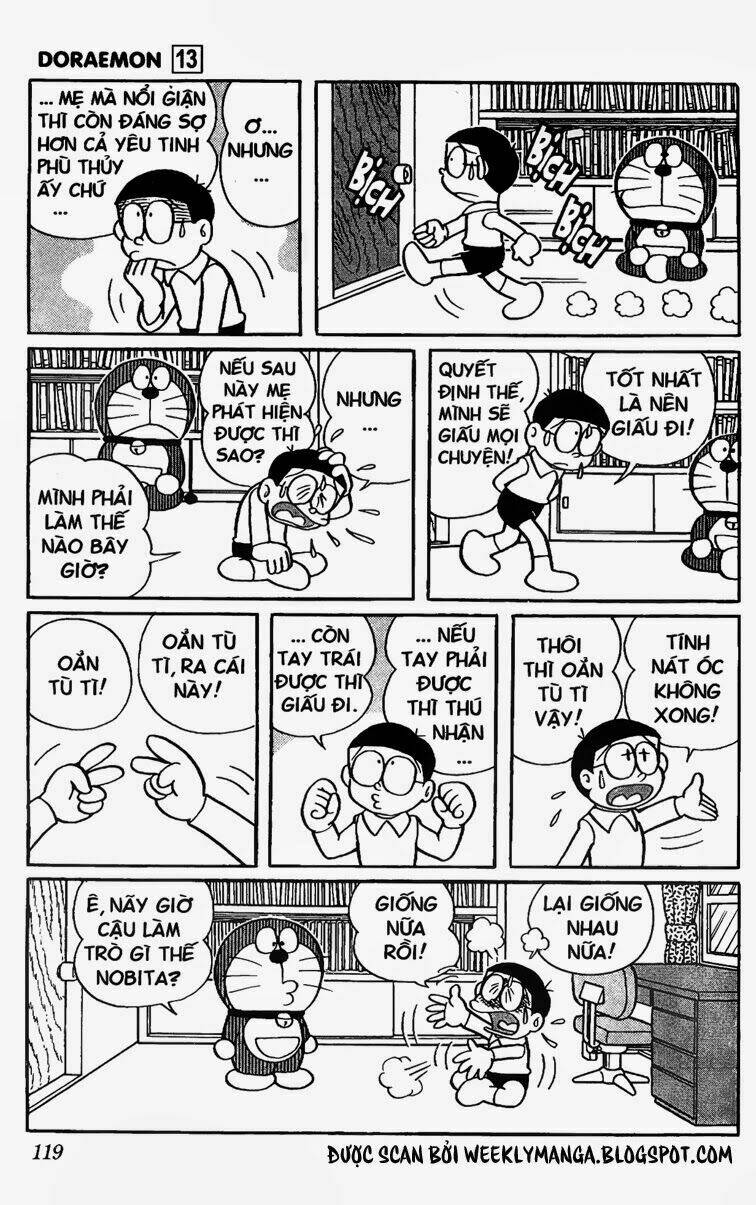 DORAEMON 13
BỊCH
BỊCH
BỊCH
Ơ...
NHƯNG
...
... MẸ MÀ NỔI GIẬN
THÌ CÒN ĐÁNG SỢ
HƠN CẢ YÊU TINH
PHÙ THỦY
ẤY CHỨ
...
TỐT NHẤT
LÀ NÊN
GIẤU ĐI!
QUYẾT
ĐỊNH THẾ,
MÌNH SẼ
GIẤU MỌI
CHUYỆN!
NHƯNG
...
NẾU SAU
NÀY MẸ
PHÁT HIỆN
ĐƯỢC THÌ
SAO?
MÌNH PHẢI
LÀM THẾ
NÀO BÂY
GIỜ?
TÍNH
NÁT ÓC
KHÔNG
XONG!
THÔI
THÌ OẲN
TÙ TÌ
VẬY!
... NẾU
TAY PHẢI
ĐƯỢC
THÌ THÚ
NHẬN
...
... CÒN
TAY TRÁI
ĐƯỢC THÌ
GIẤU ĐI.
OẲN TÙ
TÌ, RA CÁI
NÀY!
OẲN
TÙ TÌ!
LẠI GIỐNG
NHAU
NỮA!
GIỐNG
NỮA
RỒI!
Ê, NÃY GIỜ
CẬU LÀM
TRÒ GÌ THẾ
NOBITA?
119
ĐƯỢC SCAN BỞI WEEKLYMANGA.BLOGSPOT.COM